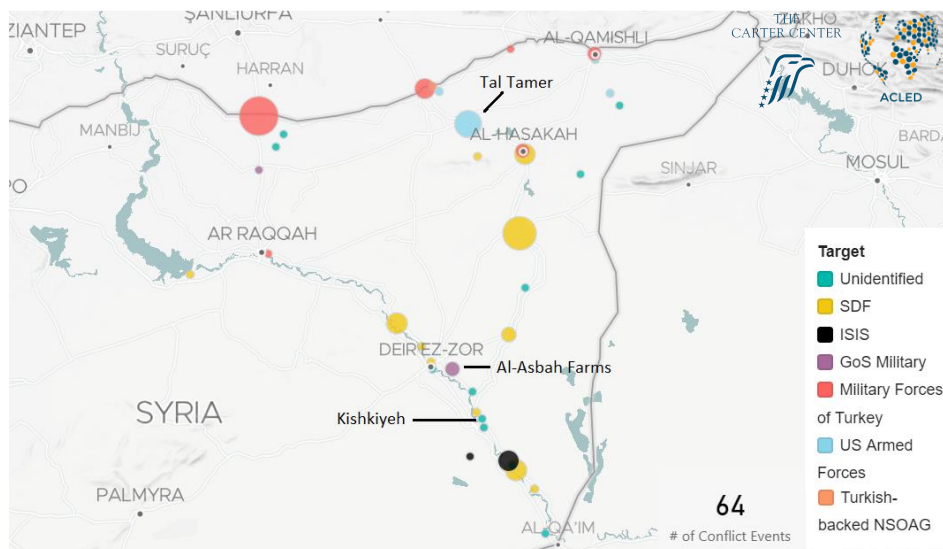 ZIANTEP
ŞANLIURFA
SURUÇ
HARRAN
AL-QAMISHLI
THE
CARTER CENTER
ZAKHO
DUHOK
ACLED
Tal Tamer
MANBIJ
AL-HASAKAH
SINJAR
BARDA
MOSUL
PO
AR RAQQAH
DEIR EZ-ZOR
Al-Asbah Farms
SYRIA
Kishkiyeh
PALMYRA
AL-QA'IM
64
# of Conflict Events
Target
Unidentified
SDF
ISIS
GoS Military
Military Forces
of Turkey
US Armed
Forces
Turkish-
backed NSOAG